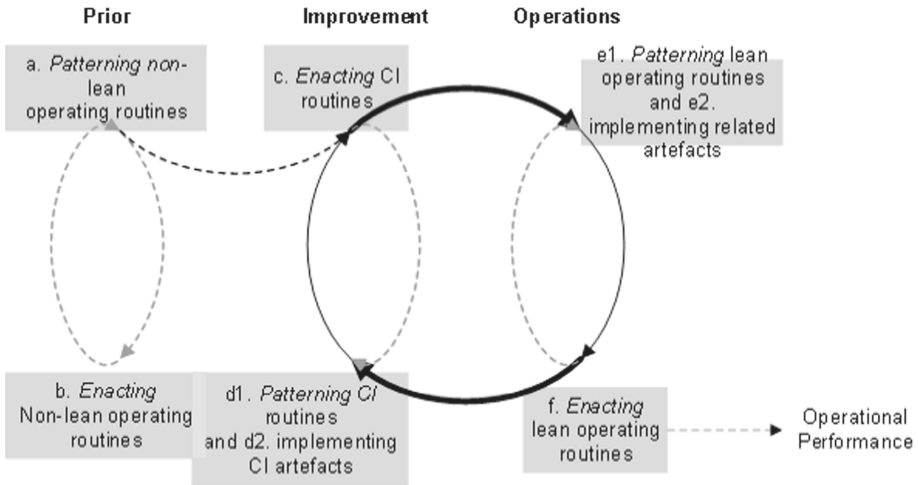 Prior
Improvement
Operations
a. Patterning non-
lean
operating routines
c. Enacting CI
routines
e1. Patterning lean
operating routines
and e2.
implementing related
artefacts
b. Enacting
Non-lean operating
routines
d1. Patterning CI
routines
and d2. implementing
CI artefacts
f. Enacting
lean operating
routines
Operational
Performance